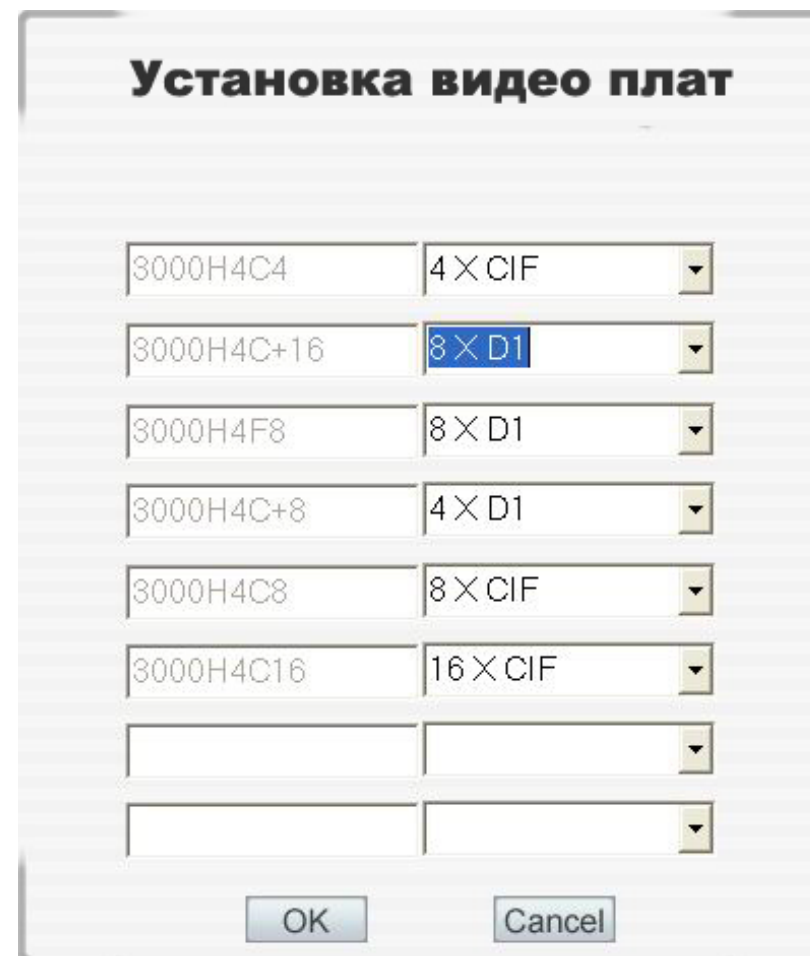 Установка видео плат
3000H4C4 4×CIF
3000H4C+16 8×D1
3000H4F8 8×D1
3000H4C+8 4×D1
3000H4C8 8×CIF
3000H4C16 16×CIF
OK Cancel